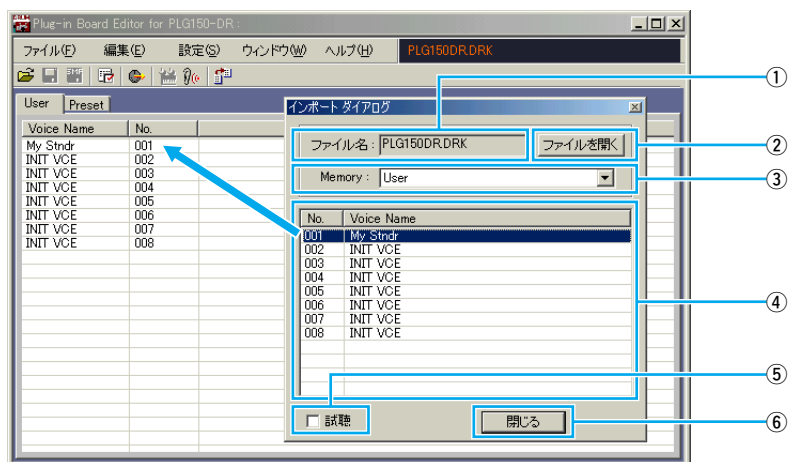 Plug-in Board Editor for PLG150-DR :
ファイル(F) 編集(E) 設定(S) ウィンドウ(W) ヘルプ(H) PLG150DR.DRK
①
User Preset
インポート ダイアログ
Voice Name No.
My Stndr 001
INIT VCE 002
INIT VCE 003
INIT VCE 004
INIT VCE 005
INIT VCE 006
INIT VCE 007
INIT VCE 008
ファイル名 : PLG150DR.DRK ファイルを開く
②
Memory : User
③
No. Voice Name
001 My Stndr
002 INIT VCE
003 INIT VCE
004 INIT VCE
005 INIT VCE
006 INIT VCE
007 INIT VCE
008 INIT VCE
④
⑤
試聴 閉じる
⑥